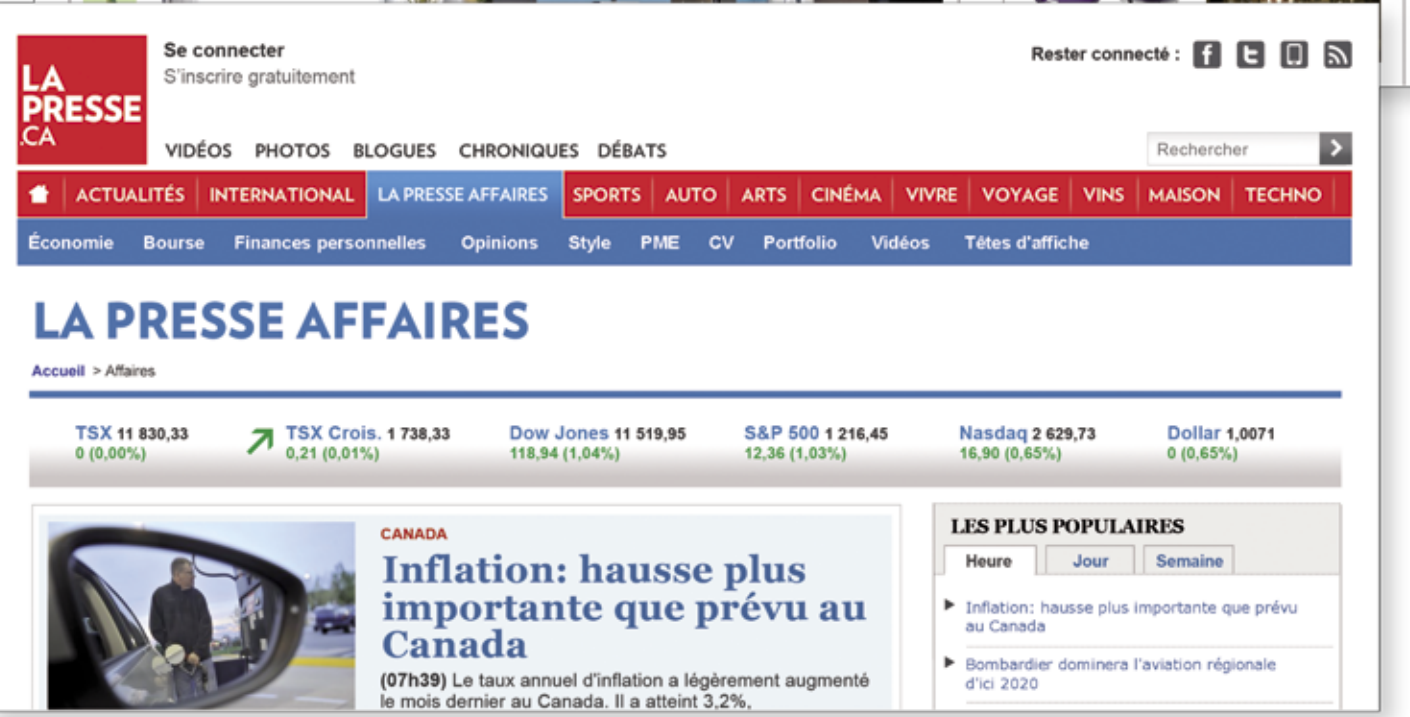 LA
PRESSE
.CA
Se connecter
S'inscrire gratuitement
Rester connecté :
VIDÉOS PHOTOS BLOGUES CHRONIQUES DÉBATS
Rechercher
ACTUALITÉS INTERNATIONAL LA PRESSE AFFAIRES SPORTS AUTO ARTS CINÉMA VIVRE VOYAGE VINS MAISON TECHNO
Économie Bourse Finances personnelles Opinions Style PME CV Portfolio Vidéos Têtes d'affiche
LA PRESSE AFFAIRES
Accueil > Affaires
TSX 11 830,33 TSX Crois. 1 738,33 Dow Jones 11 519,95 S&P 500 1 216,45 Nasdaq 2 629,73 Dollar 1,0071
0 (0,00%) 0,21 (0,01%) 118,94 (1,04%) 12,36 (1,03%) 16,90 (0,65%) 0 (0,65%)
CANADA
Inflation: hausse plus
importante que prévu au
Canada
(07h39) Le taux annuel d'inflation a légèrement augmenté
le mois dernier au Canada. Il a atteint 3,2%,
LES PLUS POPULAIRES
Heure Jour Semaine
Inflation: hausse plus importante que prévu
au Canada
Bombardier dominera l'aviation régionale
d'ici 2020